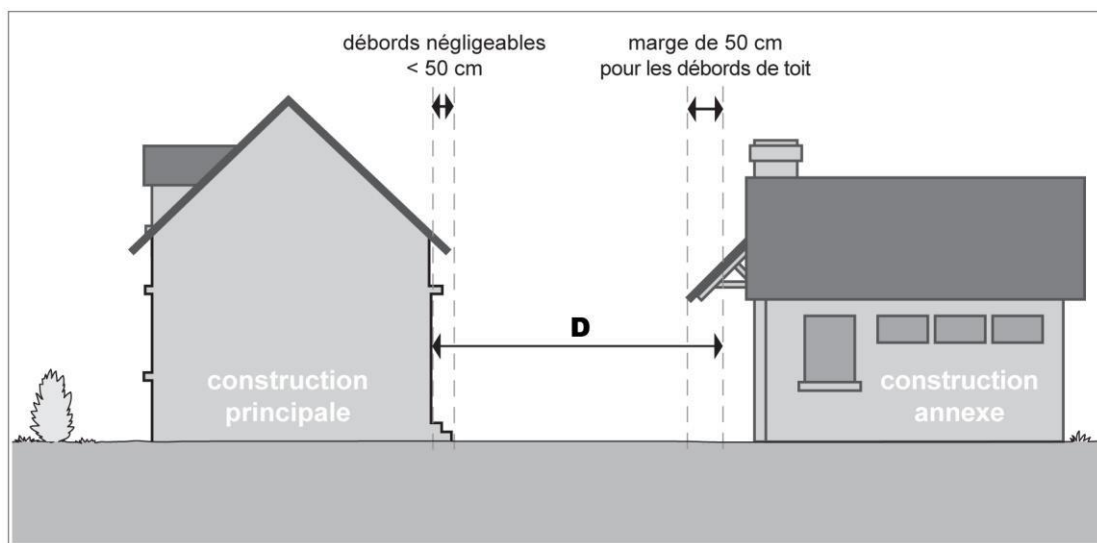 débords négligeables
< 50 cm
marge de 50 cm
pour les débords de toit
D
construction
principale
construction
annexe